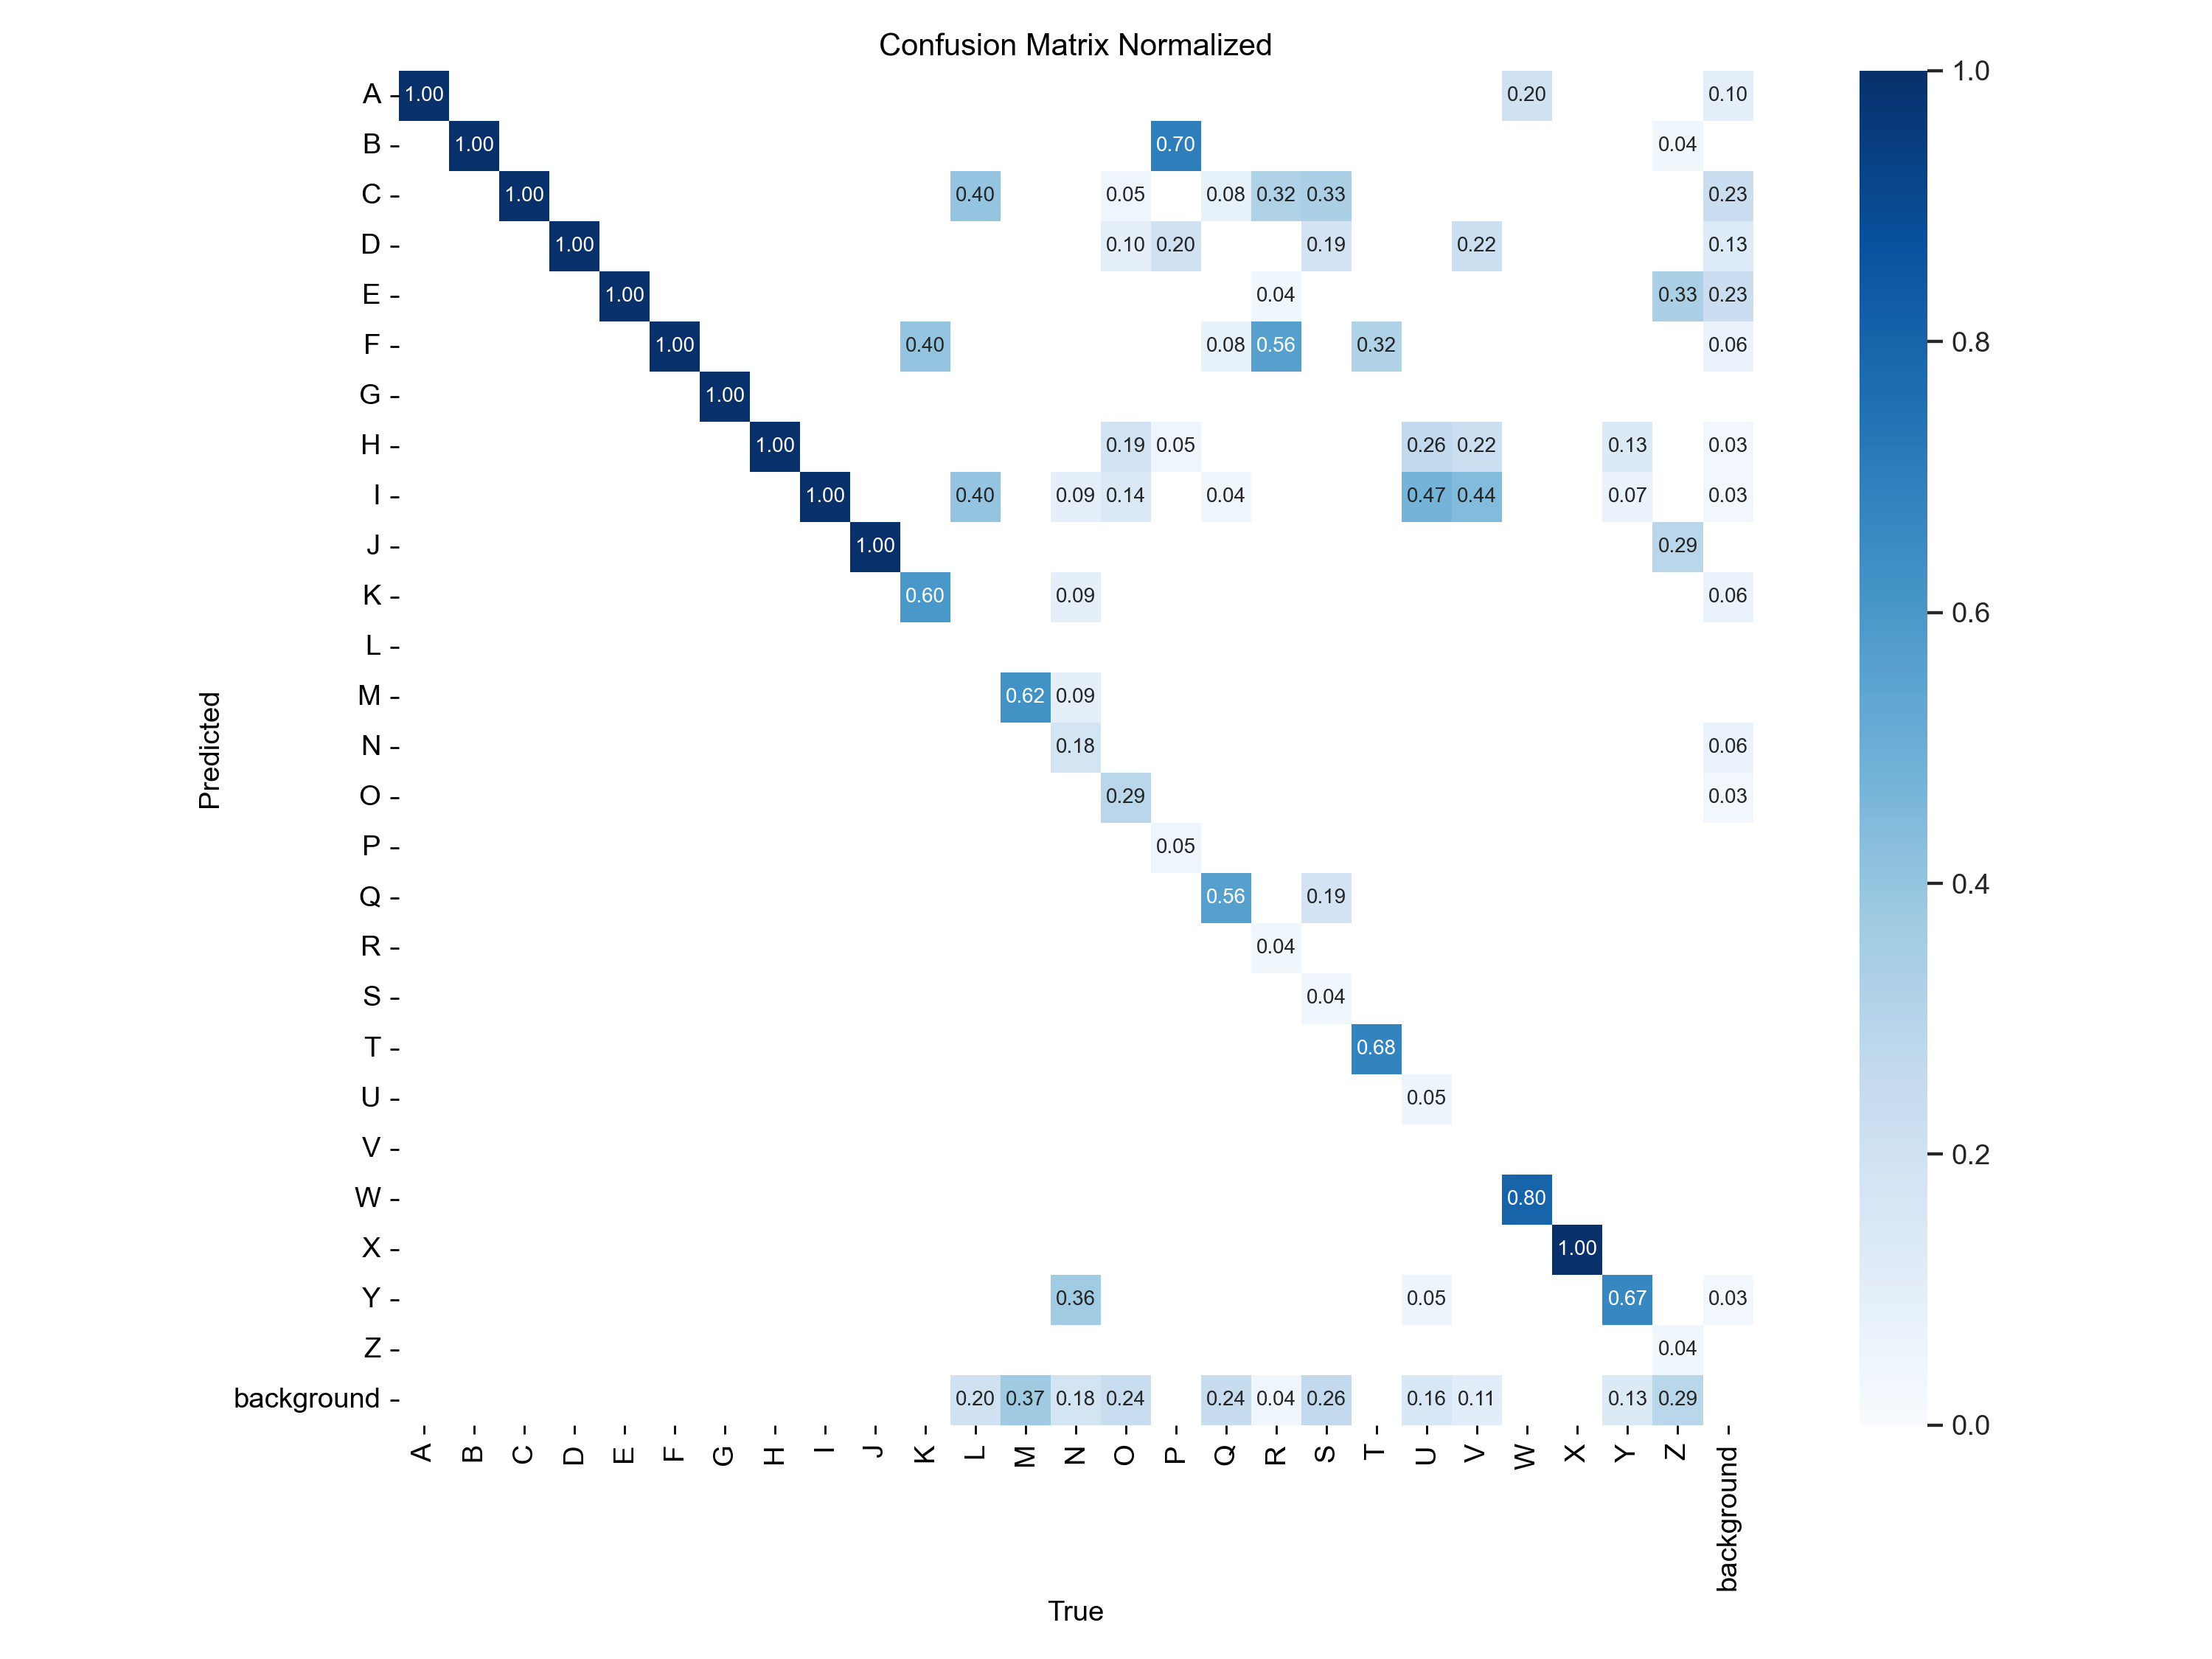 Confusion Matrix Normalized
A 1.00 0.20 0.10
B 1.00 0.70 0.04
C 1.00 0.40 0.05 0.08 0.32 0.33 0.23
D 1.00 0.10 0.20 0.19 0.22 0.13
E 1.00 0.04 0.33 0.23
F 1.00 0.40 0.08 0.56 0.32 0.06
G 1.00
H 1.00 0.19 0.05 0.26 0.22 0.13 0.03
I 1.00 0.40 0.09 0.14 0.04 0.47 0.44 0.07 0.03
J 1.00 0.29
K 0.60 0.09 0.06
L
M 0.62 0.09
N 0.18 0.06
O 0.29 0.03
P 0.05
Q 0.56 0.19
R 0.04
S 0.04
T 0.68
U 0.05
V
W 0.80
X 1.00
Y 0.36 0.05 0.67 0.03
Z 0.04
background 0.20 0.37 0.18 0.24 0.24 0.04 0.26 0.16 0.11 0.13 0.29
A B C D E F G H I J K L M N O P Q R S T U V W X Y Z background
True
Predicted
1.0
0.8
0.6
0.4
0.2
0.0